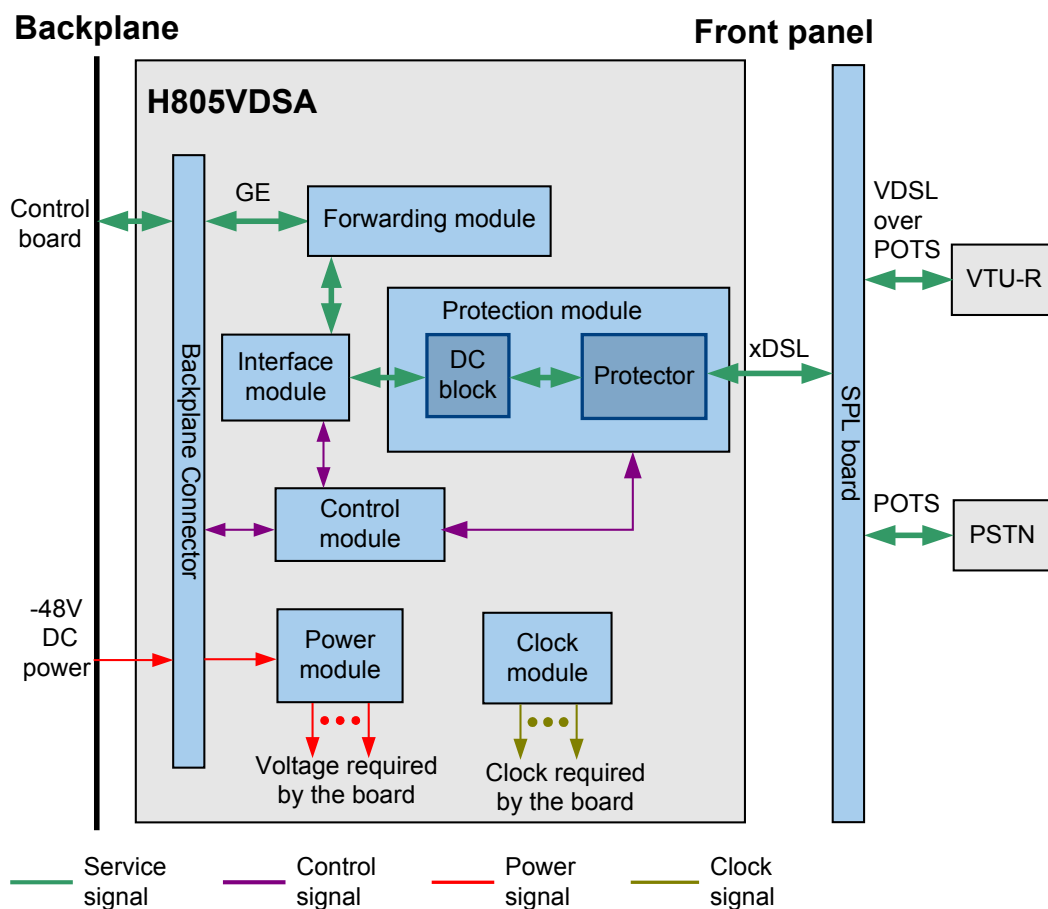 Backplane
Front panel
H805VDSA
Control
board
GE
Forwarding module
VDSL
over
POTS
VTU-R
Protection module
Interface
module
DC
block
Protector
xDSL
Backplane Connector
SPL board
Control
module
POTS
PSTN
-48V
DC
power
Power
module
Clock
module
Voltage required
by the board
Clock required
by the board
Service
signal
Control
signal
Power
signal
Clock
signal